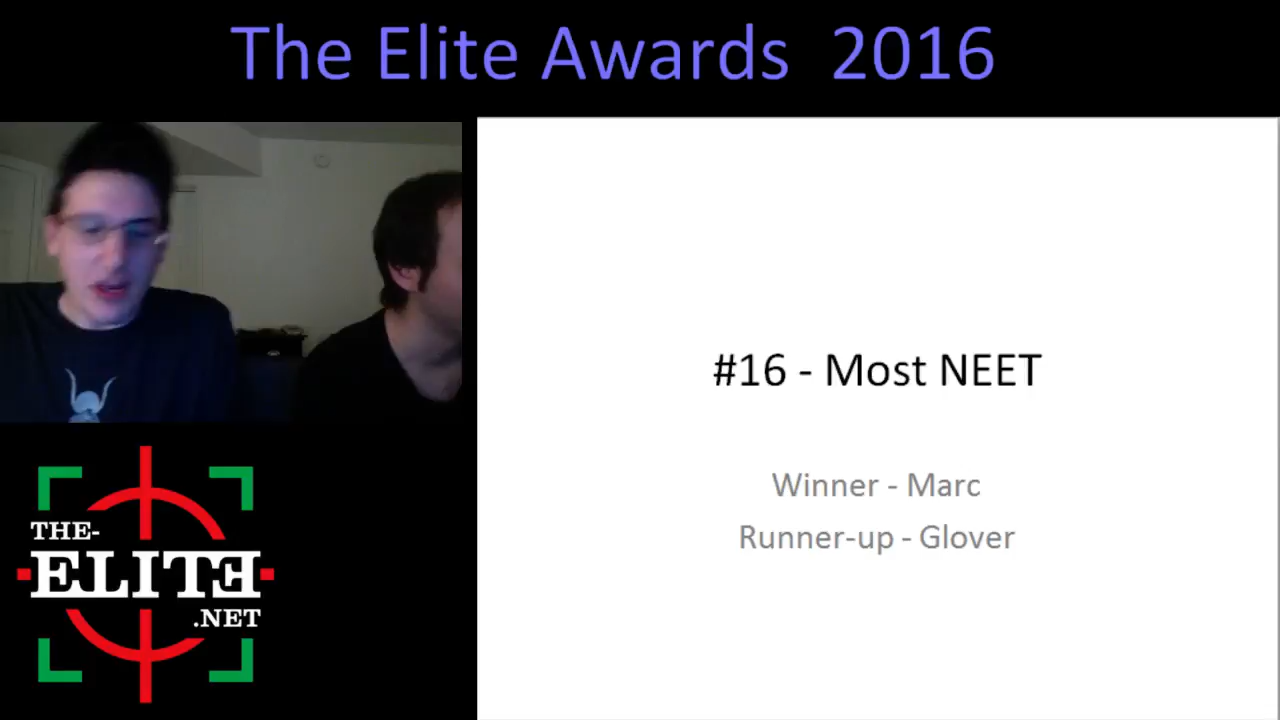 The Elite Awards 2016
#16 - Most NEET
Winner - Marc
Runner-up - Glover
THE-
ELITE
.NET